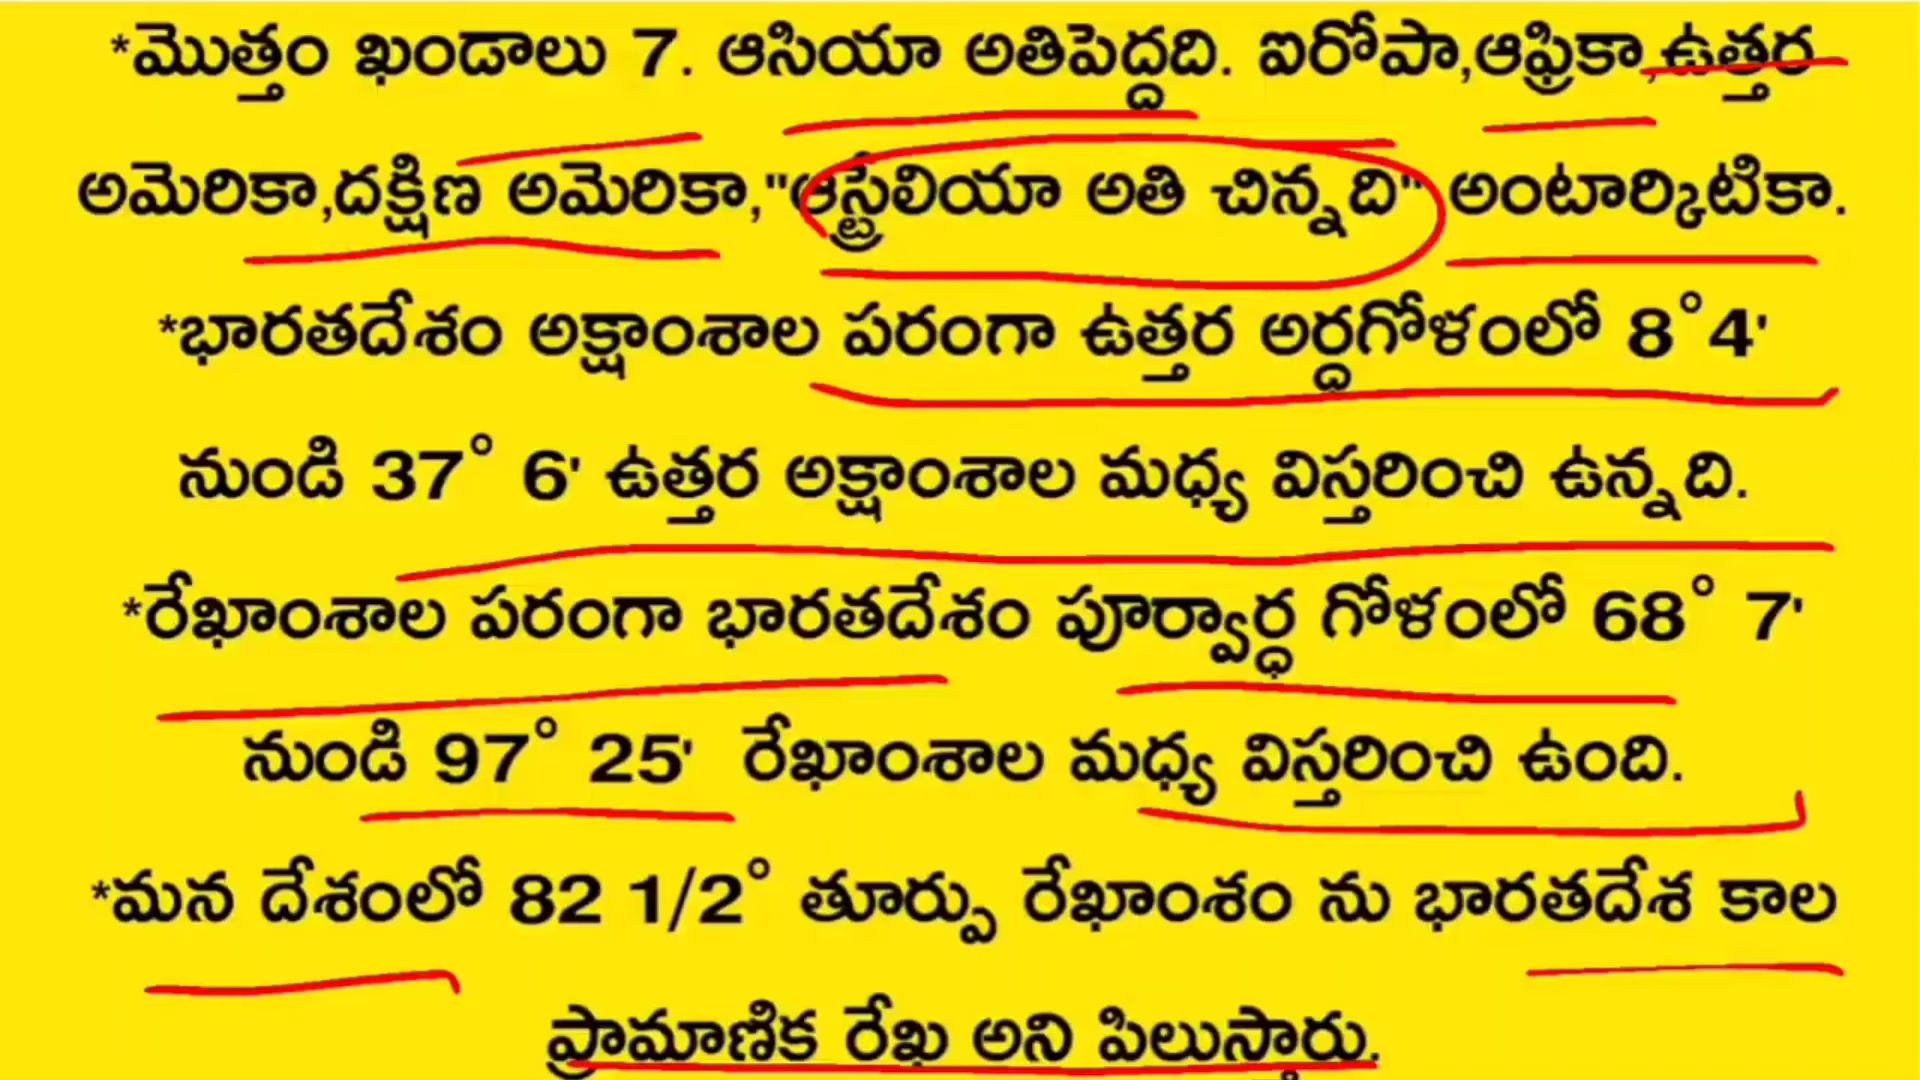 *మొత్తం ఖండాలు 7. ఆసియా అతిపెద్దది. ఐరోపా,ఆఫ్రికా,ఉత్తర
అమెరికా,దక్షిణ అమెరికా,"ఆస్ట్రేలియా అతి చిన్నది" అంటార్కిటికా.
*భారతదేశం అక్షాంశాల పరంగా ఉత్తర అర్దగోళంలో 8°4'
నుండి 37° 6' ఉత్తర అక్షాంశాల మధ్య విస్తరించి ఉన్నది.
*రేఖాంశాల పరంగా భారతదేశం పూర్వార్ధ గోళంలో 68° 7'
నుండి 97° 25' రేఖాంశాల మధ్య విస్తరించి ఉంది.
*మన దేశంలో 82 1/2° తూర్పు రేఖాంశం ను భారతదేశ కాల
ప్రామాణిక రేఖ అని పిలుస్తారు.